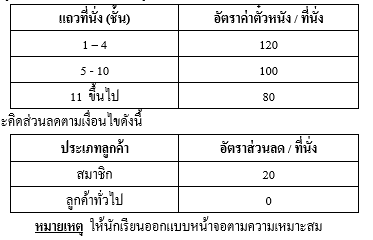 แถวที่นั่ง (ชั้น) อัตราค่าตั๋วหนัง / ที่นั่ง
1 – 4 120
5 - 10 100
11 ขึ้นไป 80
ะคิดส่วนลดตามเงื่อนไขดังนี้
ประเภทลูกค้า อัตราส่วนลด / ที่นั่ง
สมาชิก 20
ลูกค้าทั่วไป 0
หมายเหตุ ให้นักเรียนออกแบบหน้าจอตามความเหมาะสม